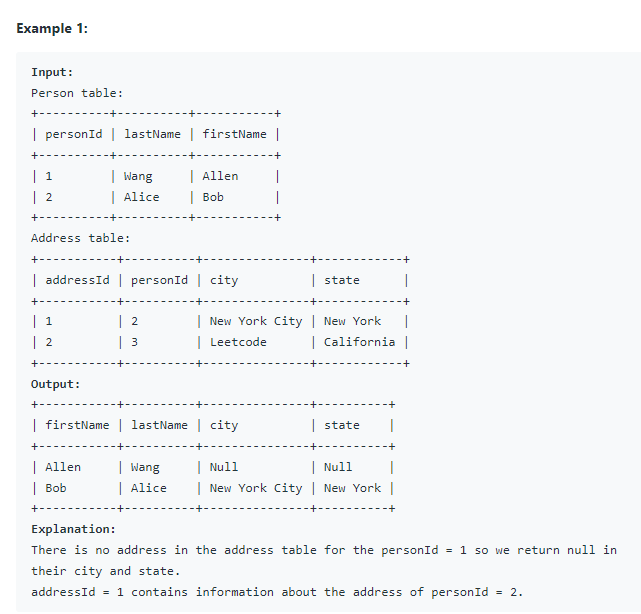 Example 1:
Input:
Person table:
+----------+----------+-----------+
| personId | lastName | firstName |
+----------+----------+-----------+
| 1        | Wang     | Allen     |
| 2        | Alice    | Bob       |
+----------+----------+-----------+
Address table:
+-----------+----------+---------------+------------+
| addressId | personId | city          | state      |
+-----------+----------+---------------+------------+
| 1         | 2        | New York City | New York   |
| 2         | 3        | Leetcode      | California |
+-----------+----------+---------------+------------+
Output:
+-----------+----------+---------------+----------+
| firstName | lastName | city          | state    |
+-----------+----------+---------------+----------+
| Allen     | Wang     | Null          | Null     |
| Bob       | Alice    | New York City | New York |
+-----------+----------+---------------+----------+
Explanation:
There is no address in the address table for the personId = 1 so we return null in
their city and state.
addressId = 1 contains information about the address of personId = 2.